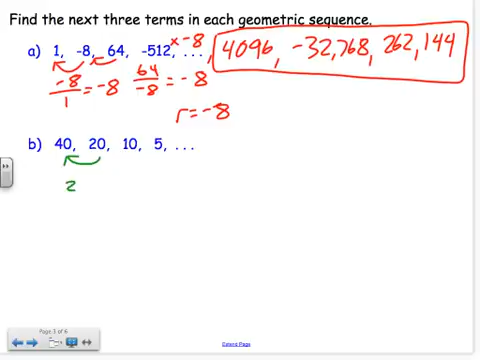 Find the next three terms in each geometric sequence.
a) 1, -8, 64, -512, . . . , 4096, -32,768, 262,144
x -8
-8/1 = -8 64/-8 = -8
r = -8
b) 40, 20, 10, 5, . . .
2
Page 3 of 6
Extend Page